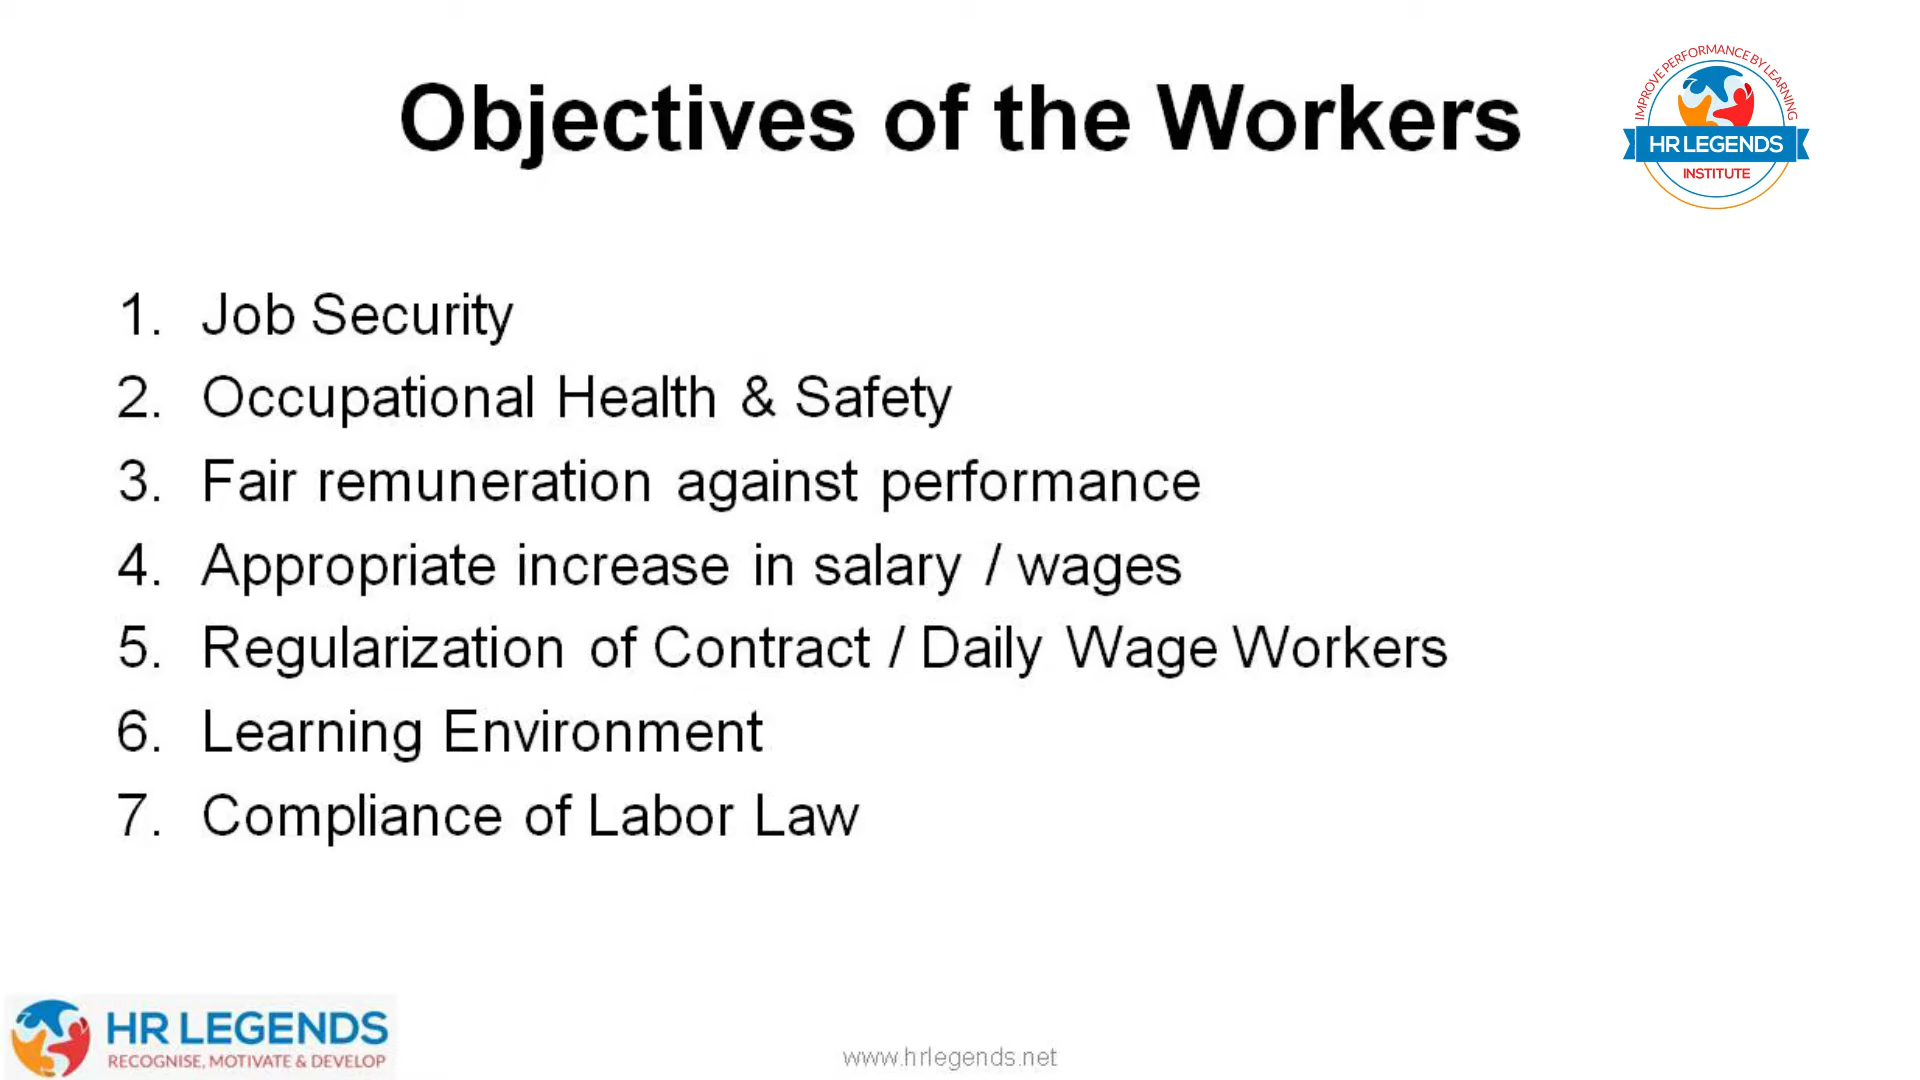 Objectives of the Workers
IMPROVE PERFORMANCE BY LEARNING
HR LEGENDS
INSTITUTE
1. Job Security
2. Occupational Health & Safety
3. Fair remuneration against performance
4. Appropriate increase in salary / wages
5. Regularization of Contract / Daily Wage Workers
6. Learning Environment
7. Compliance of Labor Law
HR LEGENDS
RECOGNISE, MOTIVATE & DEVELOP
www.hrlegends.net